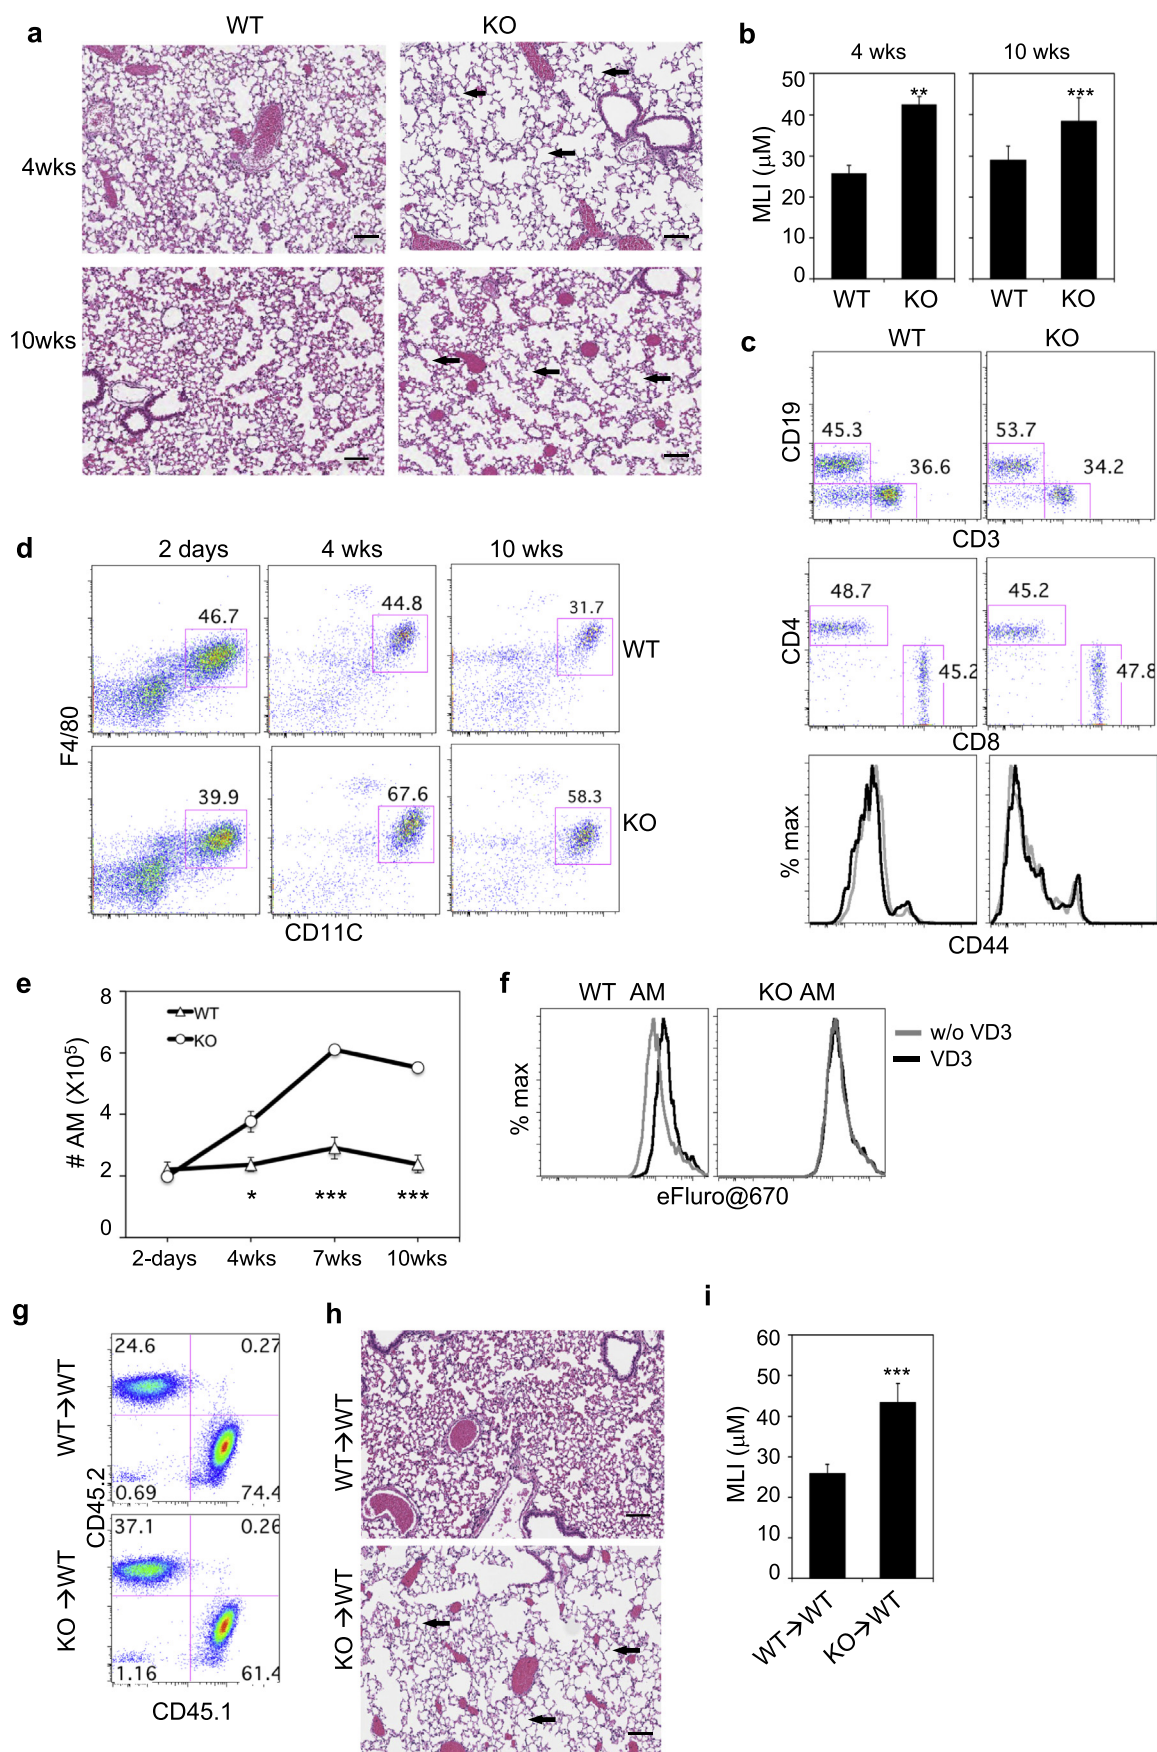 a
WT
KO
4wks
10wks
b
4 wks
10 wks
MLI (µM)
50
40
30
20
10
0
**
***
WT
KO
WT
KO
c
WT
KO
CD19
45.3
36.6
53.7
34.2
CD3
CD4
48.7
45.2
45.2
47.8
CD8
% max
CD44
d
2 days
4 wks
10 wks
F4/80
46.7
44.8
31.7
WT
39.9
67.6
58.3
KO
CD11C
e
# AM (X10⁵)
8
6
4
2
0
WT
KO
*
***
***
2-days
4wks
7wks
10wks
f
WT AM
KO AM
% max
w/o VD3
VD3
eFluro@670
g
WT→WT
24.6
0.27
0.69
74.4
CD45.2
KO→WT
37.1
0.26
1.16
61.4
CD45.1
h
WT→WT
KO→WT
i
MLI (µM)
60
50
40
30
20
10
0
***
WT→WT
KO→WT